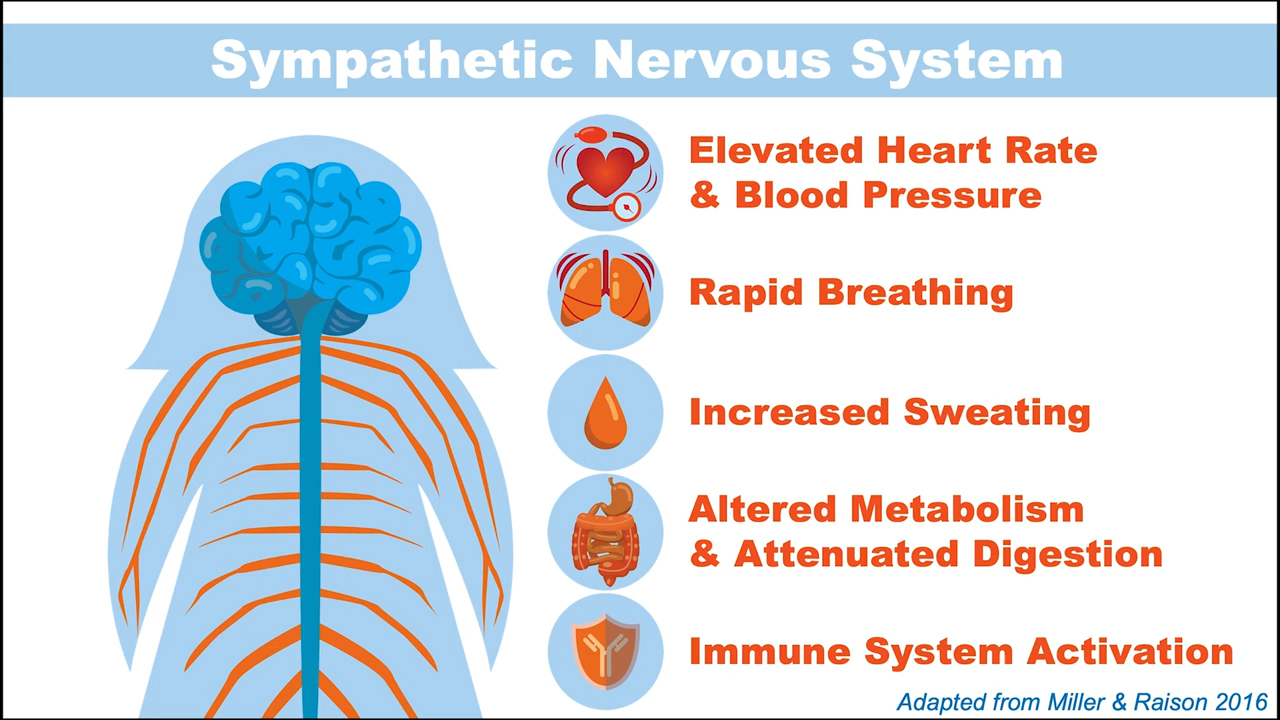 Sympathetic Nervous System
Elevated Heart Rate
& Blood Pressure
Rapid Breathing
Increased Sweating
Altered Metabolism
& Attenuated Digestion
Immune System Activation
Adapted from Miller & Raison 2016